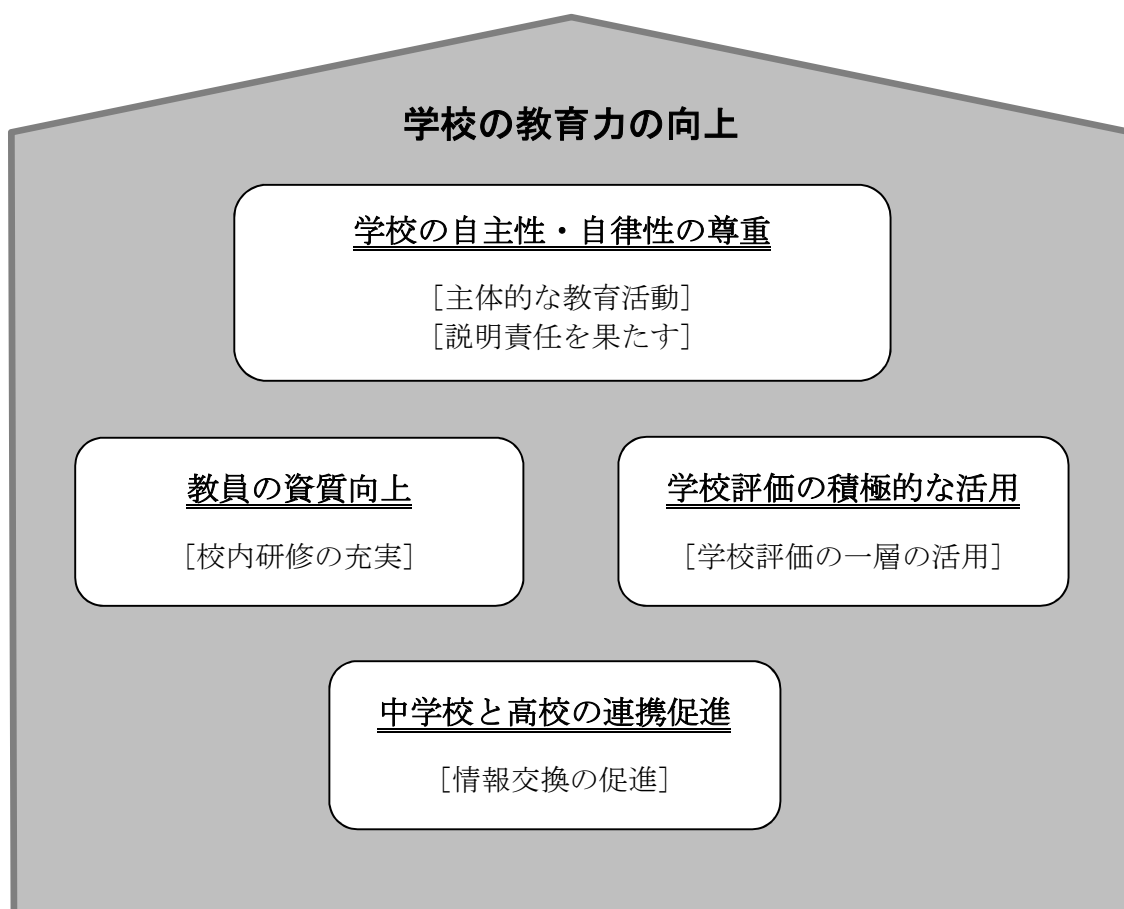 学校の教育力の向上
学校の自主性・自律性の尊重
［主体的な教育活動］
［説明責任を果たす］
教員の資質向上
［校内研修の充実］
学校評価の積極的な活用
［学校評価の一層の活用］
中学校と高校の連携促進
［情報交換の促進］